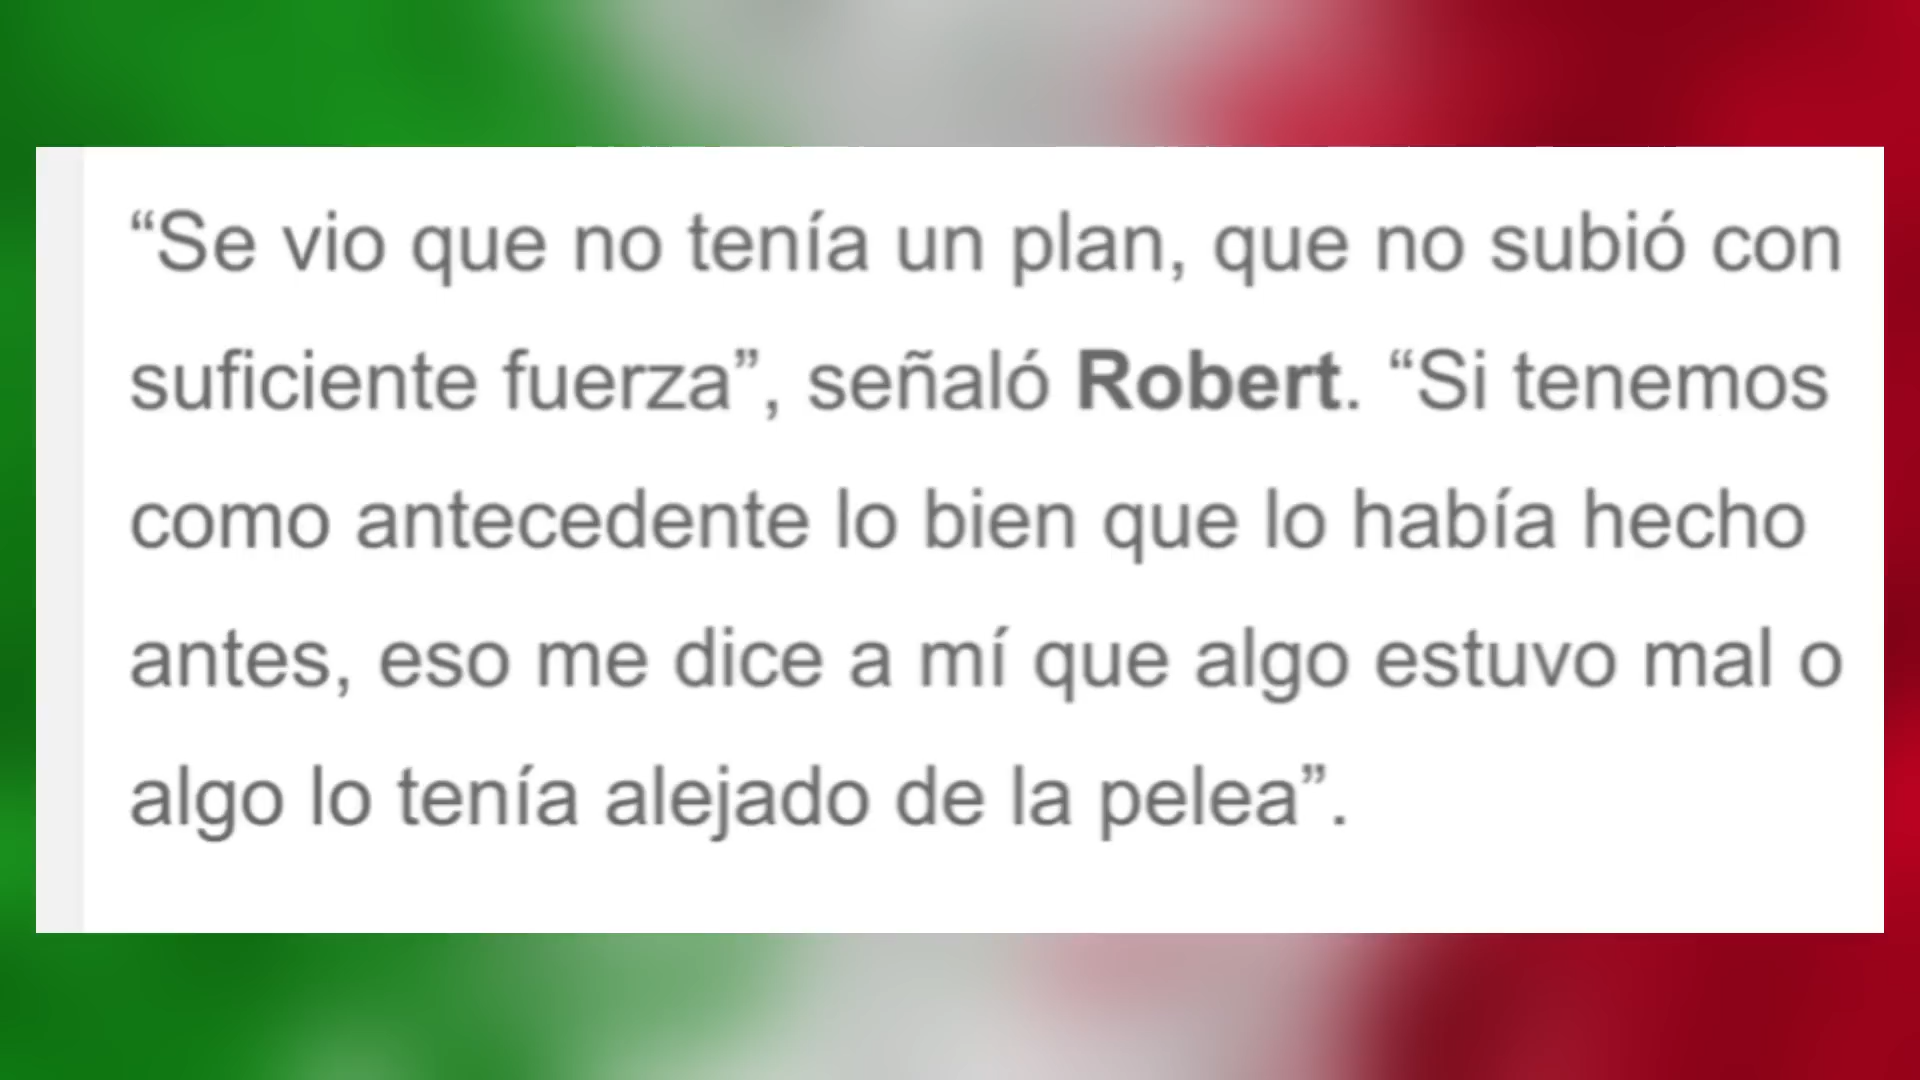 “Se vio que no tenía un plan, que no subió con
suficiente fuerza”, señaló Robert. “Si tenemos
como antecedente lo bien que lo había hecho
antes, eso me dice a mí que algo estuvo mal o
algo lo tenía alejado de la pelea”.